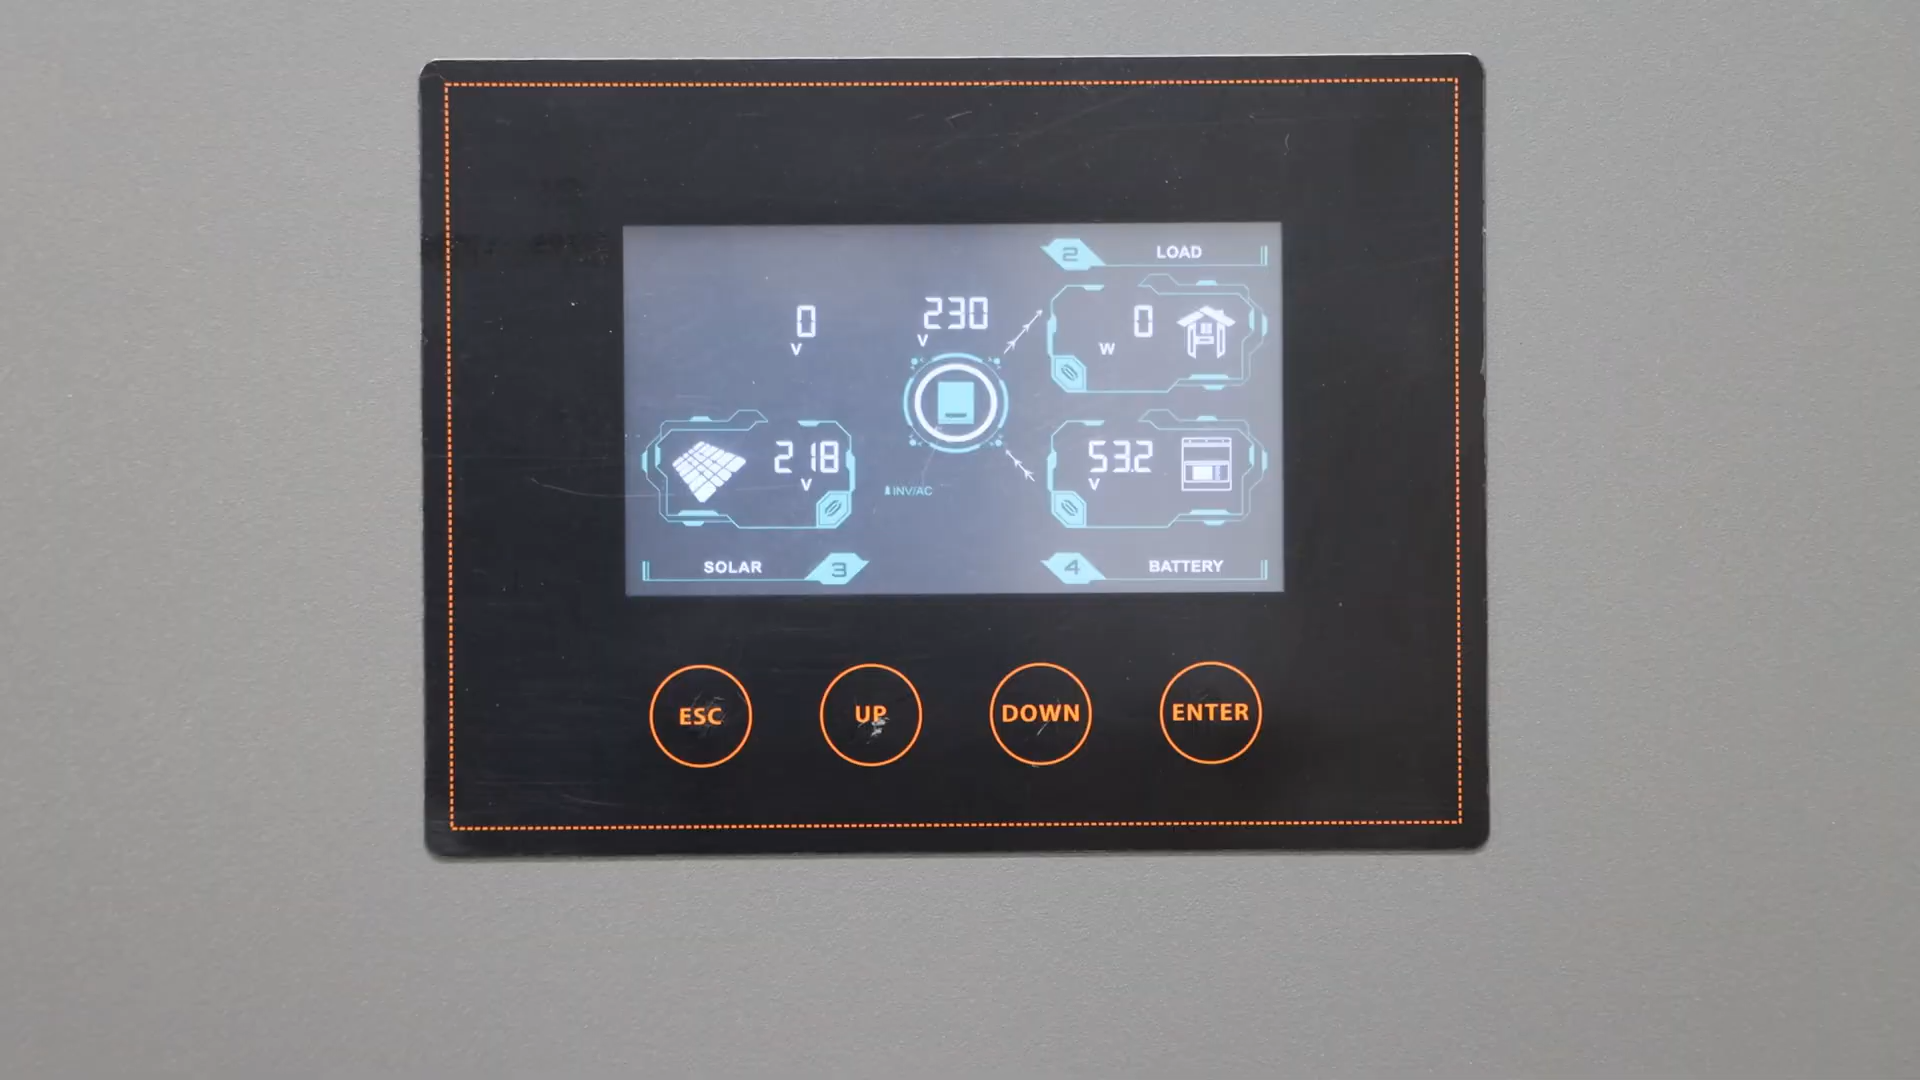 2 LOAD
0 V
230 V
0 W
218 V
53.2 V
INV/AC
SOLAR 3
4 BATTERY
ESC UP DOWN ENTER